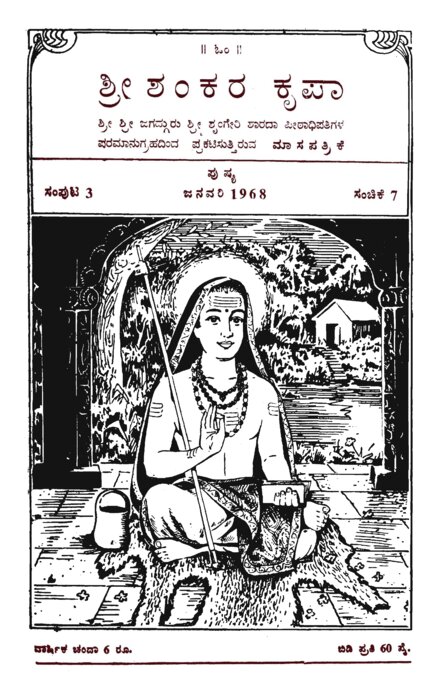 ॥ ಓಂ ॥
ಶ್ರೀ ಶಂಕರ ಕೃಪಾ
ಶ್ರೀ ಶ್ರೀ ಜಗದ್ಗುರು ಶ್ರೀ ಶೃಂಗೇರಿ ಶಾರದಾ ಪೀಠಾಧಿಪತಿಗಳ
ಪರಮಾನುಗ್ರಹದಿಂದ ಪ್ರಕಟಿಸುತ್ತಿರುವ ಮಾಸಪತ್ರಿಕೆ
ಪುಷ್ಯ
ಸಂಪುಟ 3 ಜನವರಿ 1968 ಸಂಚಿಕೆ 7
ವಾರ್ಷಿಕ ಚಂದಾ 6 ರೂ. ಬಿಡಿ ಪ್ರತಿ 60 ಪೈ.